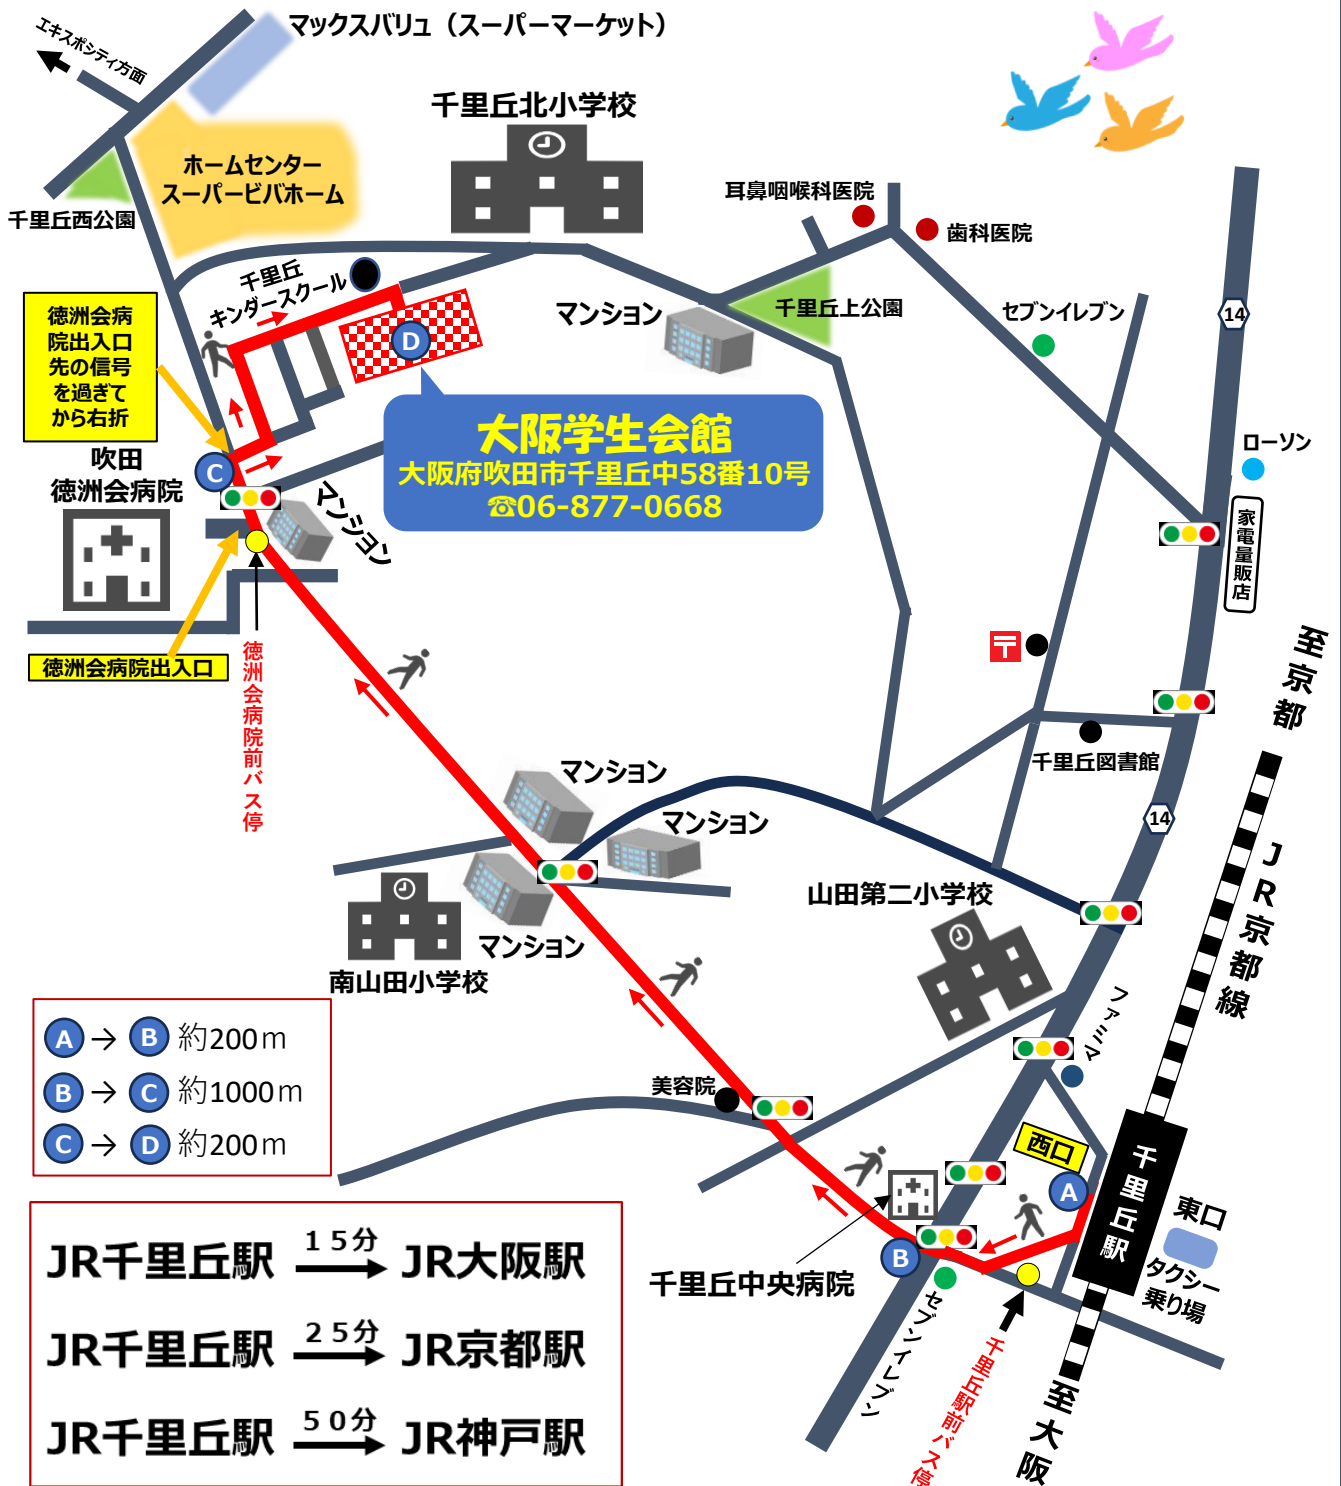 マックスバリュ（スーパーマーケット）
エキスポシティ方面
千里丘北小学校
ホームセンター
スーパービバホーム
千里丘西公園
耳鼻咽喉科医院
歯科医院
千里丘
キンダースクール
マンション
千里丘上公園
セブンイレブン
14
徳洲会病
院出入口
先の信号
を過ぎて
から右折
D
大阪学生会館
大阪府吹田市千里丘中58番10号
☎06-877-0668
ローソン
吹田
徳洲会病院
C
マンション
家電量販店
徳洲会病院出入口
徳洲会病院前バス停
〒
至京都
千里丘図書館
マンション
マンション
14
JR京都線
マンション
山田第二小学校
南山田小学校
ファミマ
A → B 約200m
B → C 約1000m
C → D 約200m
美容院
西口
A
千里丘駅
東口
タクシー
乗り場
B
千里丘中央病院
セブンイレブン
千里丘駅前バス停
至大阪
JR千里丘駅 15分 JR大阪駅
JR千里丘駅 25分 JR京都駅
JR千里丘駅 50分 JR神戸駅